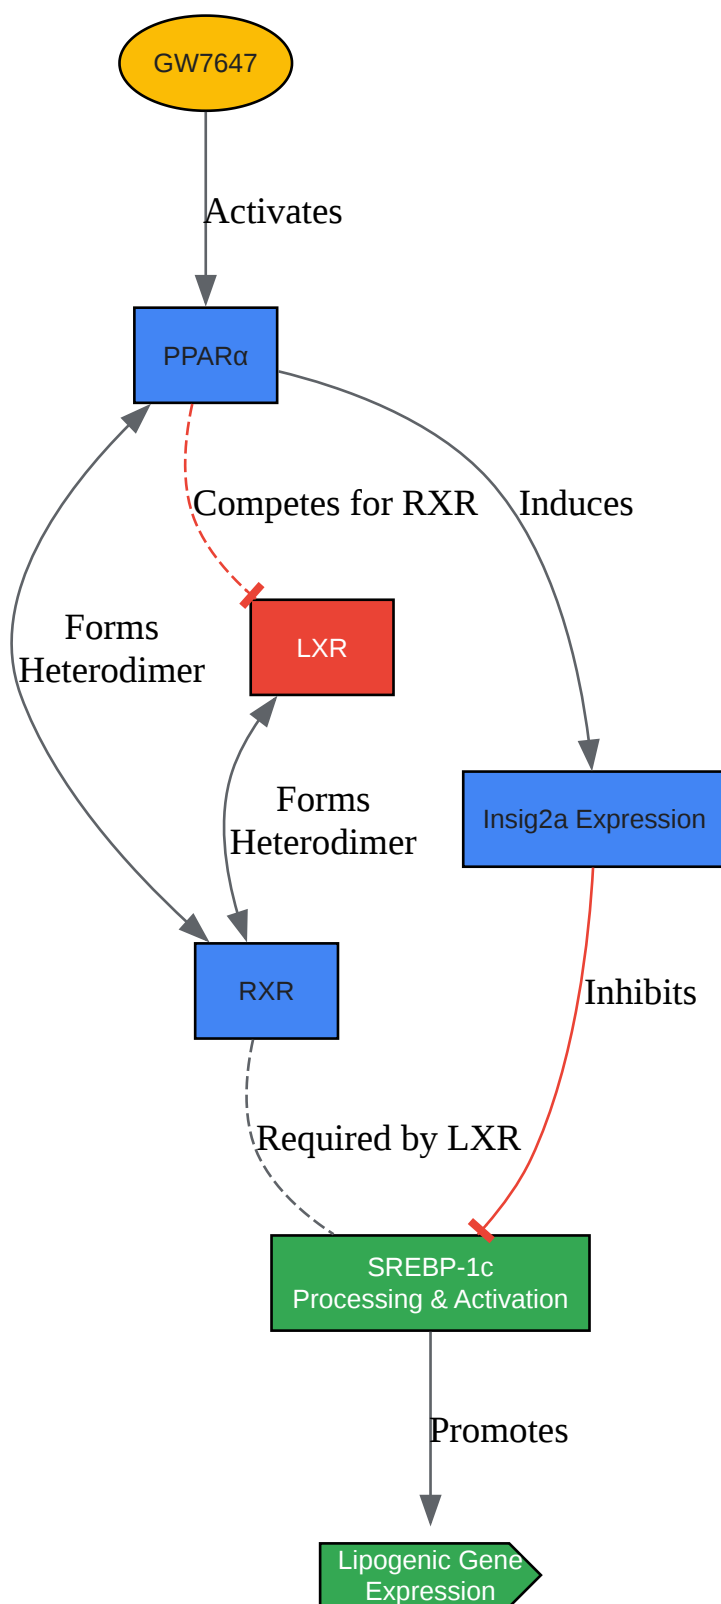 GW7647
Activates
PPARα
Competes for RXR
Induces
Forms
Heterodimer
LXR
Forms
Heterodimer
Insig2a Expression
RXR
Inhibits
Required by LXR
SREBP-1c
Processing & Activation
Promotes
Lipogenic Gene
Expression